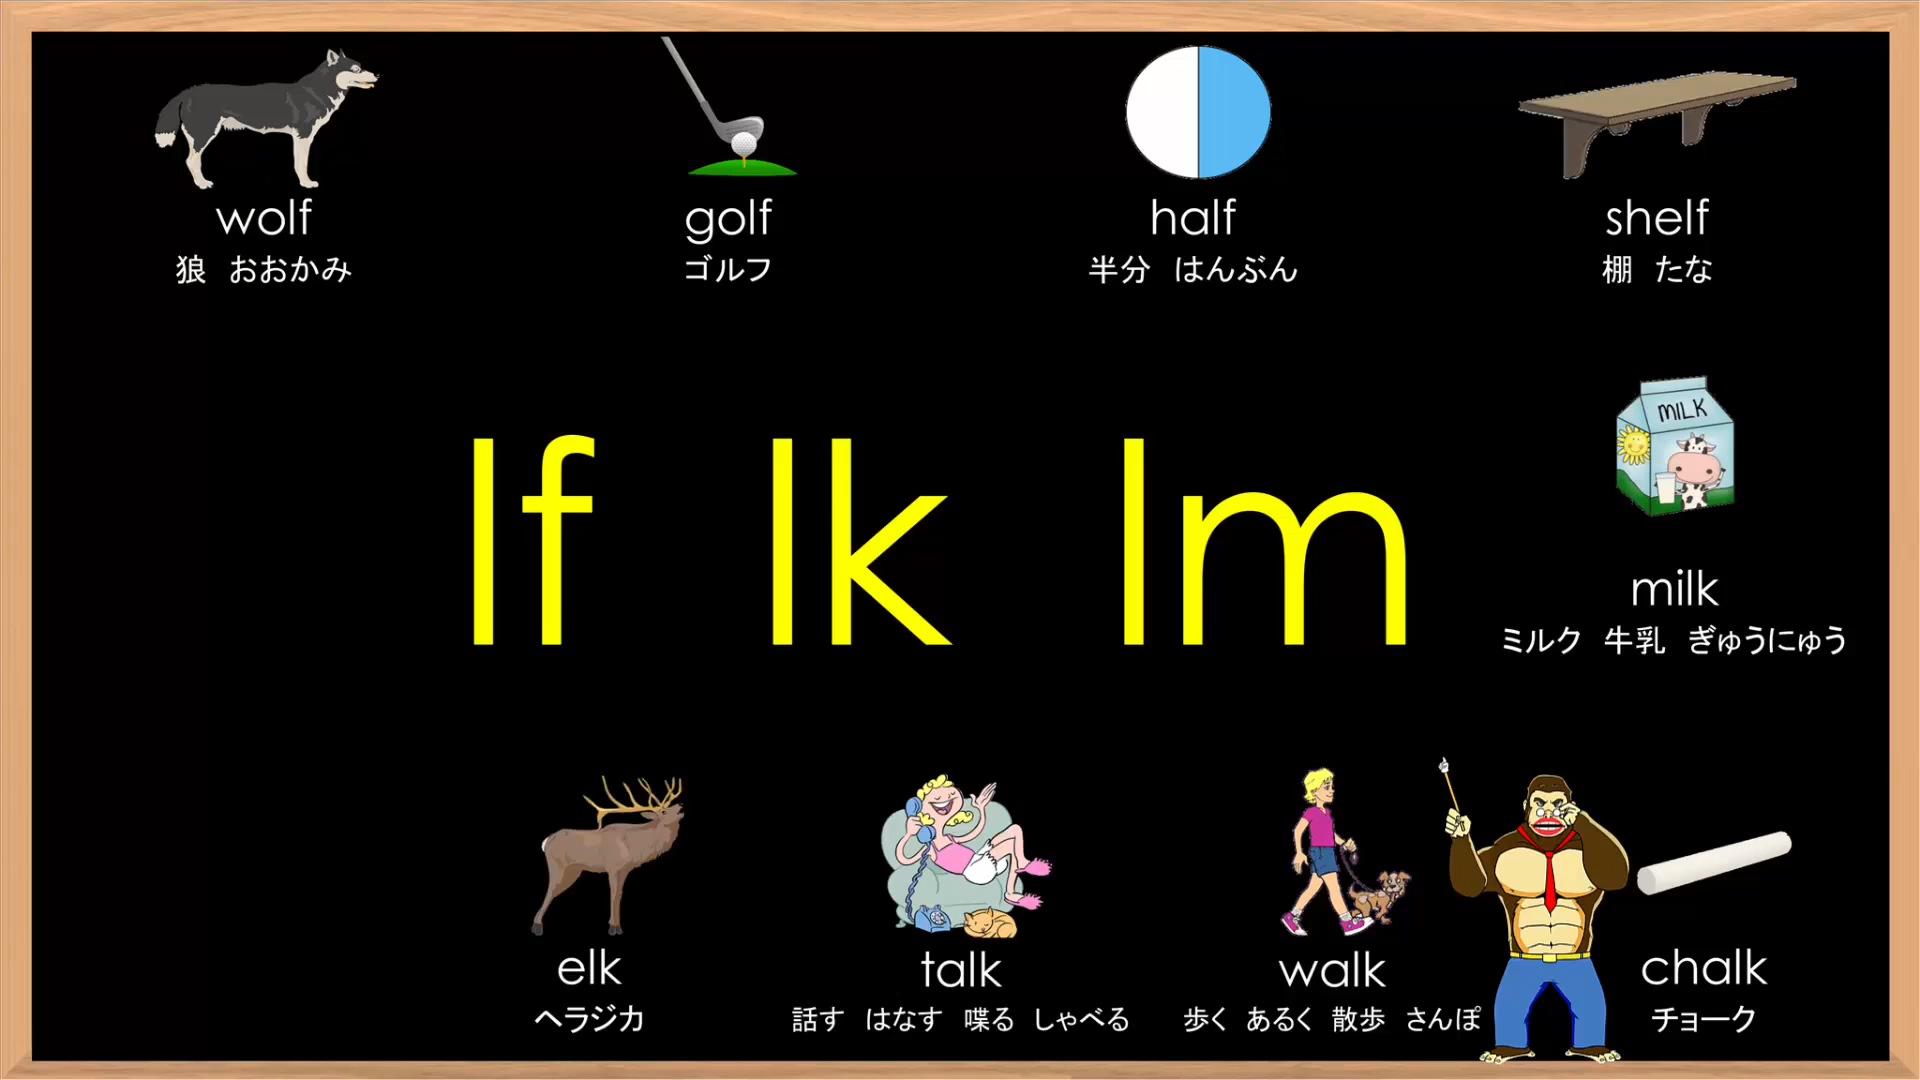 wolf
狼 おおかみ
golf
ゴルフ
half
半分 はんぶん
shelf
棚 たな
lf lk lm
MILK
milk
ミルク 牛乳 ぎゅうにゅう
elk
ヘラジカ
talk
話す はなす 喋る しゃべる
walk
歩く あるく 散歩 さんぽ
chalk
チョーク